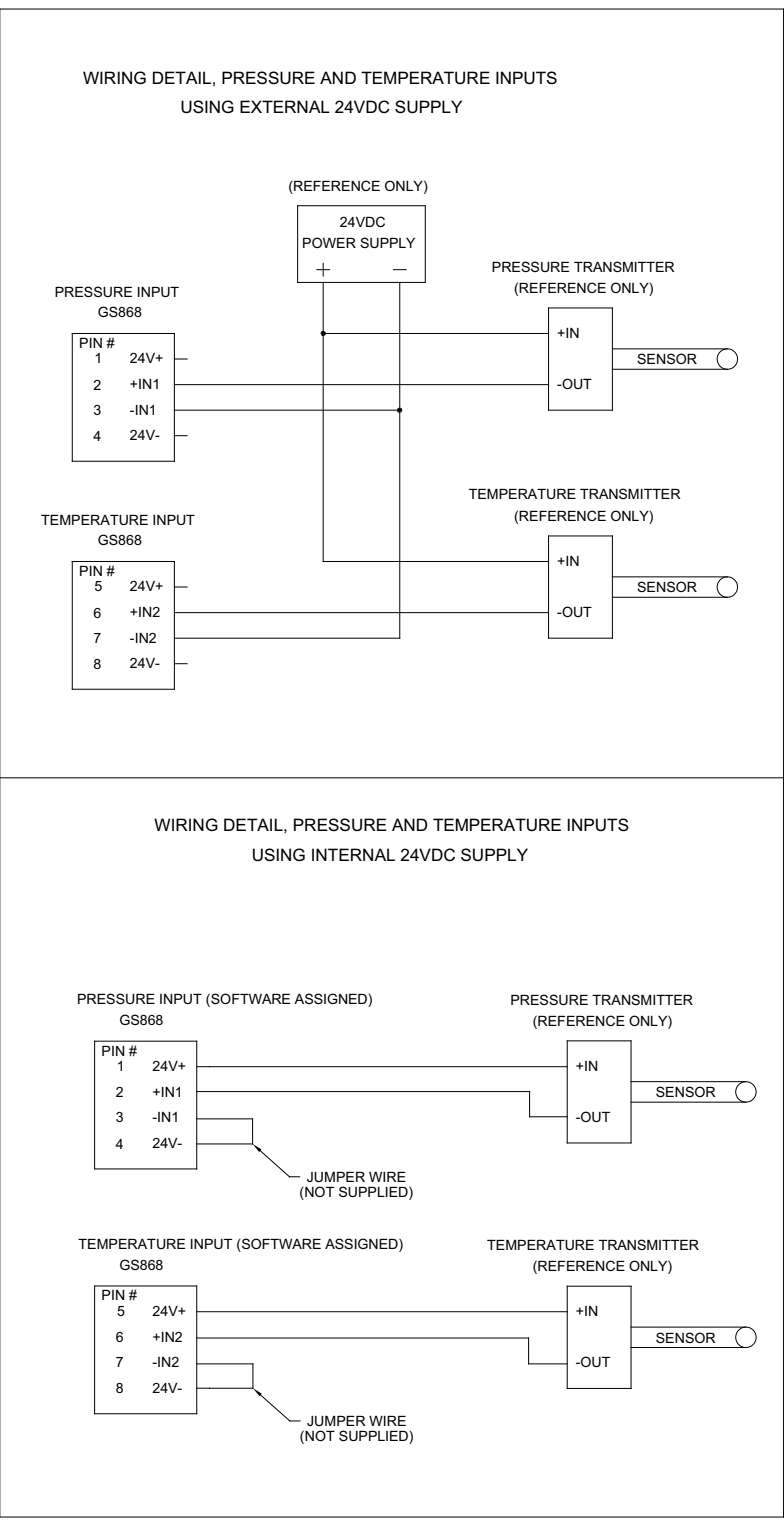 WIRING DETAIL, PRESSURE AND TEMPERATURE INPUTS
USING EXTERNAL 24VDC SUPPLY
(REFERENCE ONLY)
24VDC
POWER SUPPLY
+ —
PRESSURE INPUT
GS868
PIN #
1 24V+
2 +IN1
3 -IN1
4 24V-
PRESSURE TRANSMITTER
(REFERENCE ONLY)
+IN
-OUT
SENSOR
TEMPERATURE INPUT
GS868
PIN #
5 24V+
6 +IN2
7 -IN2
8 24V-
TEMPERATURE TRANSMITTER
(REFERENCE ONLY)
+IN
-OUT
SENSOR
WIRING DETAIL, PRESSURE AND TEMPERATURE INPUTS
USING INTERNAL 24VDC SUPPLY
PRESSURE INPUT (SOFTWARE ASSIGNED)
GS868
PIN #
1 24V+
2 +IN1
3 -IN1
4 24V-
JUMPER WIRE
(NOT SUPPLIED)
PRESSURE TRANSMITTER
(REFERENCE ONLY)
+IN
-OUT
SENSOR
TEMPERATURE INPUT (SOFTWARE ASSIGNED)
GS868
PIN #
5 24V+
6 +IN2
7 -IN2
8 24V-
JUMPER WIRE
(NOT SUPPLIED)
TEMPERATURE TRANSMITTER
(REFERENCE ONLY)
+IN
-OUT
SENSOR